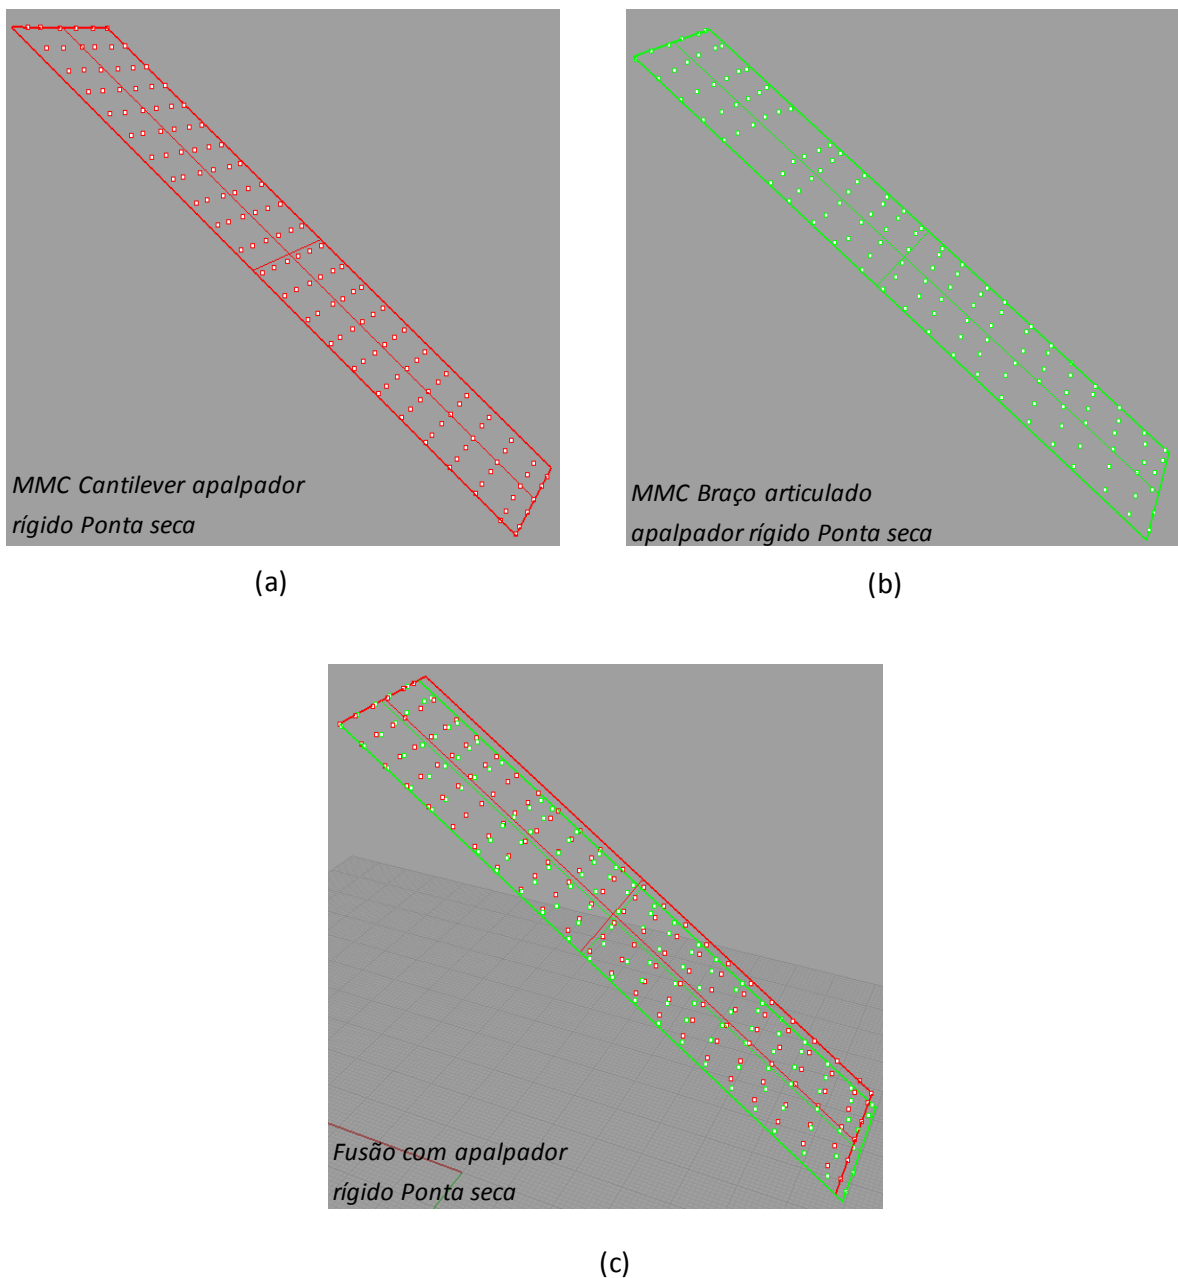 MMC Cantilever apalpador
rígido Ponta seca
(a)
MMC Braço articulado
apalpador rígido Ponta seca
(b)
Fusão com apalpador
rígido Ponta seca
(c)